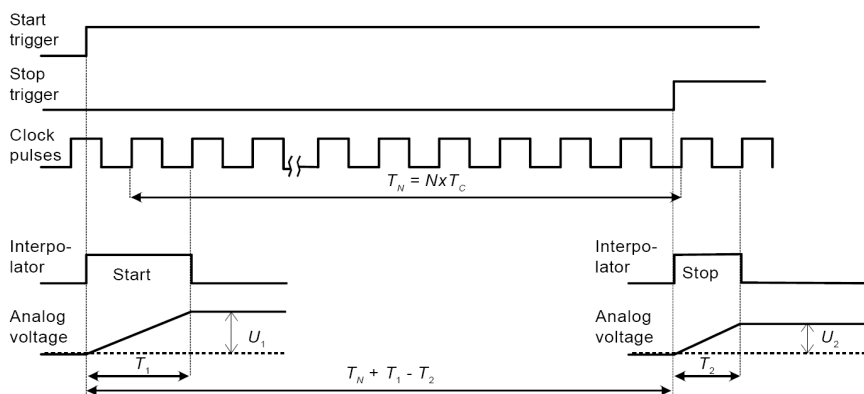 Start
trigger
Stop
trigger
Clock
pulses
T_N = NxT_C
Interpo-
lator
Start
Interpo-
lator
Stop
Analog
voltage
U_1
Analog
voltage
U_2
T_1
T_2
T_N + T_1 - T_2